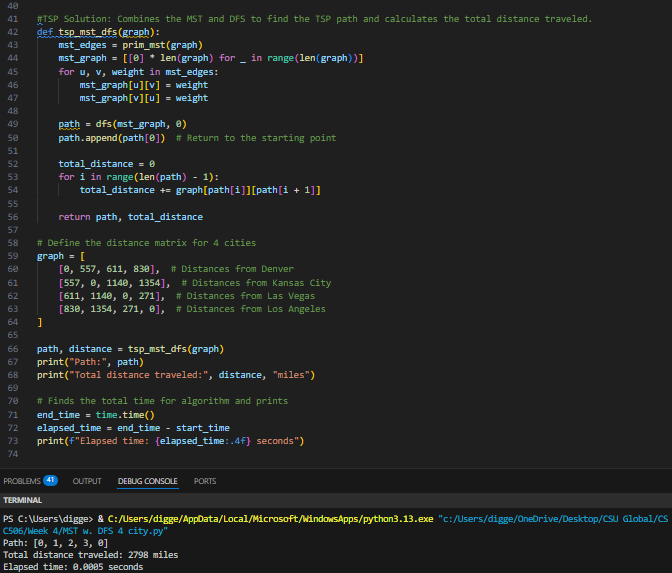 40
41 #TSP Solution: Combines the MST and DFS to find the TSP path and calculates the total distance traveled.
42 def tsp_mst_dfs(graph):
43     mst_edges = prim_mst(graph)
44     mst_graph = [[0] * len(graph) for _ in range(len(graph))]
45     for u, v, weight in mst_edges:
46         mst_graph[u][v] = weight
47         mst_graph[v][u] = weight
48
49     path = dfs(mst_graph, 0)
50     path.append(path[0])  # Return to the starting point
51
52     total_distance = 0
53     for i in range(len(path) - 1):
54         total_distance += graph[path[i]][path[i + 1]]
55
56     return path, total_distance
57
58 # Define the distance matrix for 4 cities
59 graph = [
60     [0, 557, 611, 830],  # Distances from Denver
61     [557, 0, 1140, 1354],  # Distances from Kansas City
62     [611, 1140, 0, 271],  # Distances from Las Vegas
63     [830, 1354, 271, 0],  # Distances from Los Angeles
64 ]
65
66 path, distance = tsp_mst_dfs(graph)
67 print("Path:", path)
68 print("Total distance traveled:", distance, "miles")
69
70 # Finds the total time for algorithm and prints
71 end_time = time.time()
72 elapsed_time = end_time - start_time
73 print(f"Elapsed time: {elapsed_time:.4f} seconds")
74
PROBLEMS 41 OUTPUT DEBUG CONSOLE PORTS
TERMINAL
PS C:\Users\digge> & C:/Users/digge/AppData/Local/Microsoft/WindowsApps/python3.13.exe "c:/Users/digge/OneDrive/Desktop/CSU Global/CS
C506/Week 4/MST w. DFS 4 city.py"
Path: [0, 1, 2, 3, 0]
Total distance traveled: 2798 miles
Elapsed time: 0.0005 seconds